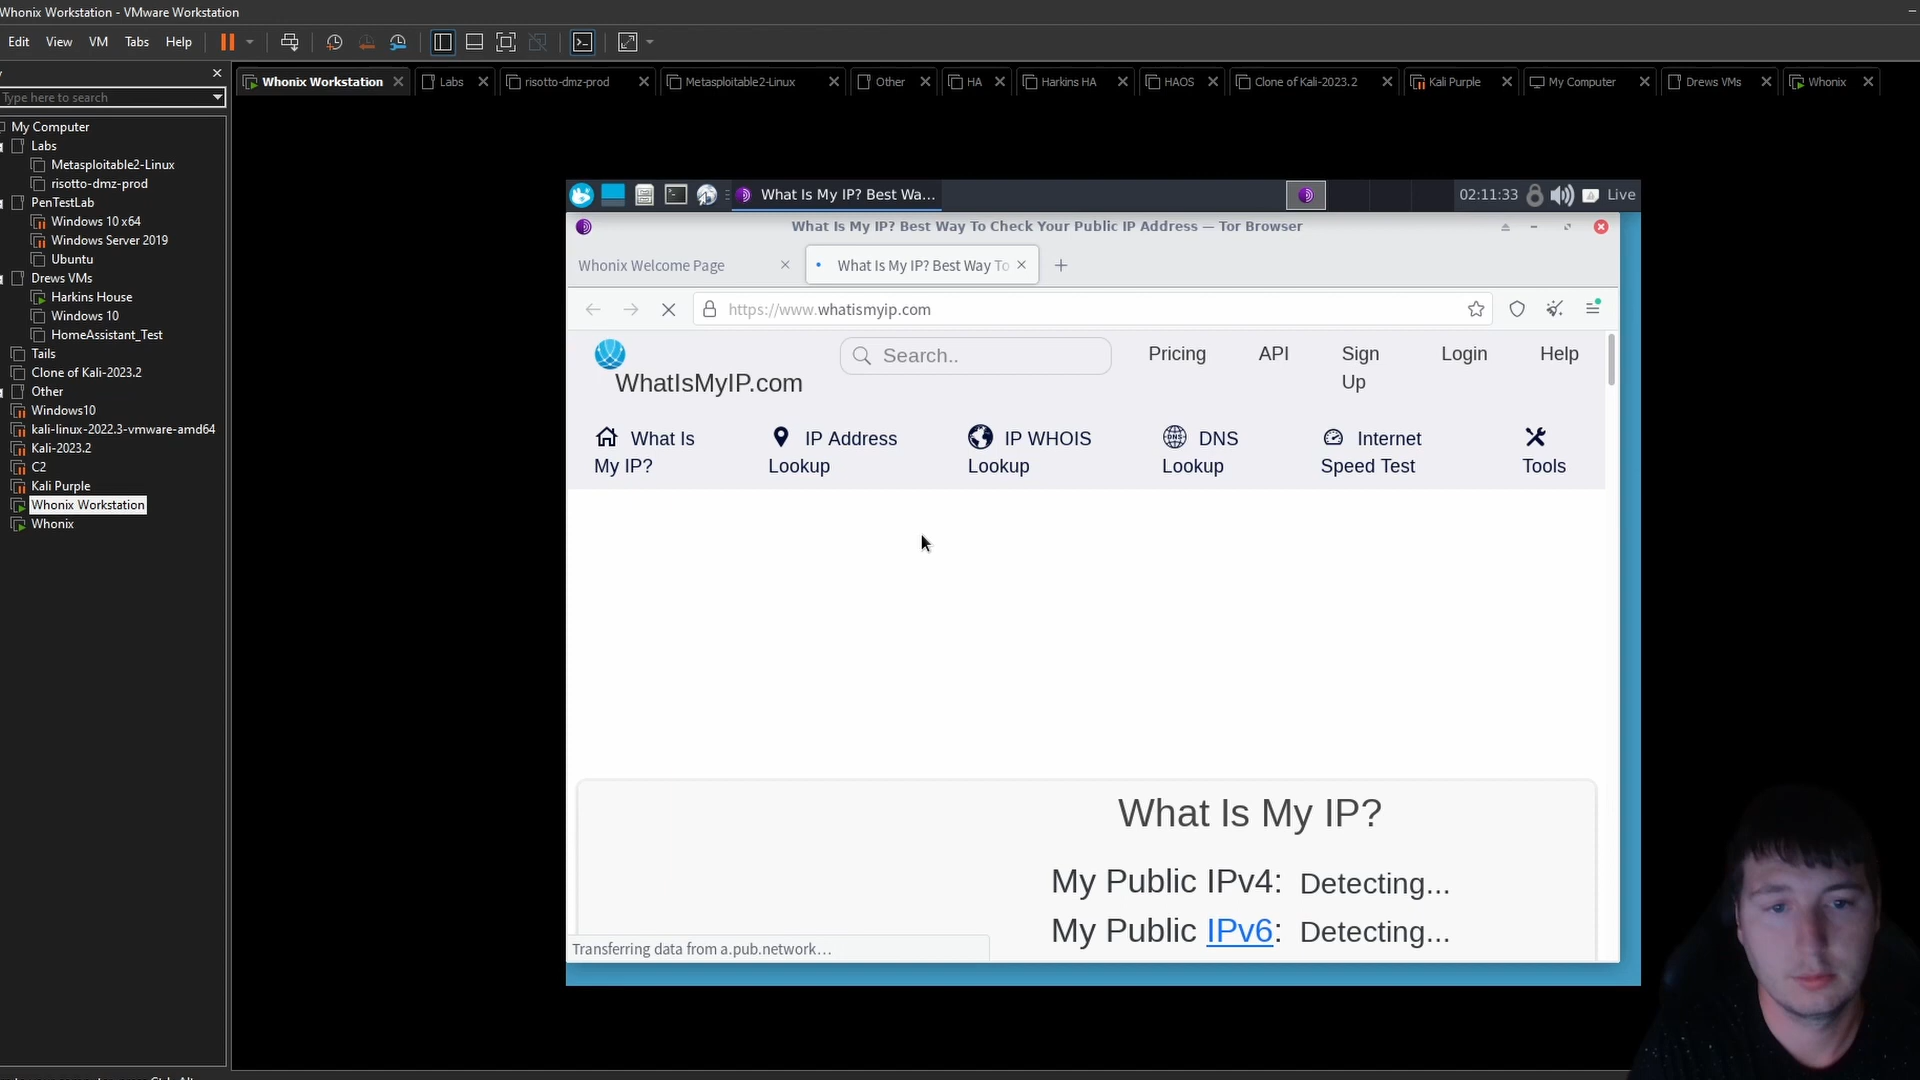 Whonix Workstation - VMware Workstation
Edit View VM Tabs Help
Type here to search
Whonix Workstation
Labs
risotto-dmz-prod
Metasploitable2-Linux
Other
HA
Harkins HA
HAOS
Clone of Kali-2023.2
Kali Purple
My Computer
Drews VMs
Whonix
My Computer
Labs
Metasploitable2-Linux
risotto-dmz-prod
PenTestLab
Windows 10 x64
Windows Server 2019
Ubuntu
Drews VMs
Harkins House
Windows 10
HomeAssistant_Test
Tails
Clone of Kali-2023.2
Other
Windows10
kali-linux-2022.3-vmware-amd64
Kali-2023.2
C2
Kali Purple
Whonix Workstation
Whonix
What Is My IP? Best Wa...
02:11:33
Live
What Is My IP? Best Way To Check Your Public IP Address — Tor Browser
Whonix Welcome Page
What Is My IP? Best Way To
https://www.whatismyip.com
WhatIsMyIP.com
Search..
Pricing
API
Sign
Up
Login
Help
What Is
My IP?
IP Address
Lookup
IP WHOIS
Lookup
DNS
DNS
Lookup
Internet
Speed Test
Tools
What Is My IP?
My Public IPv4: Detecting...
My Public IPv6: Detecting...
Transferring data from a.pub.network…